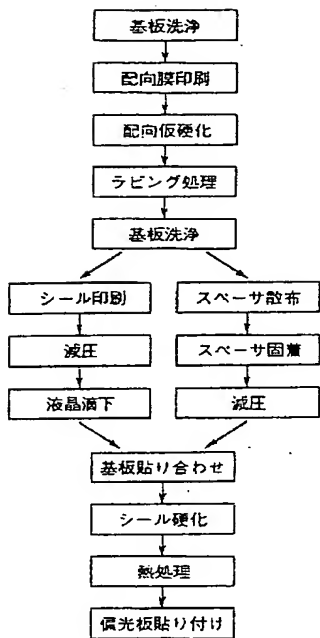 基板洗浄
配向膜印刷
配向仮硬化
ラビング処理
基板洗浄
シール印刷
スペーサ散布
減圧
スペーサ固着
液晶滴下
減圧
基板貼り合わせ
シール硬化
熱処理
偏光板貼り付け